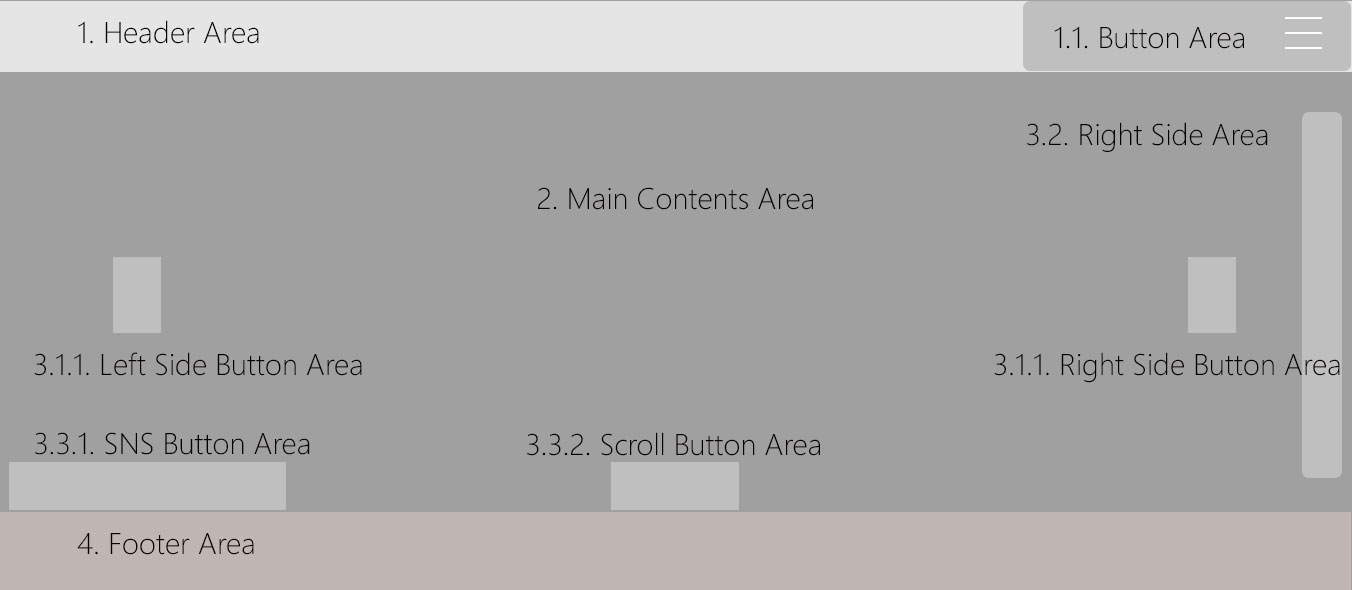 1. Header Area
1.1. Button Area
3.2. Right Side Area
2. Main Contents Area
3.1.1. Left Side Button Area
3.1.1. Right Side Button Area
3.3.1. SNS Button Area
3.3.2. Scroll Button Area
4. Footer Area